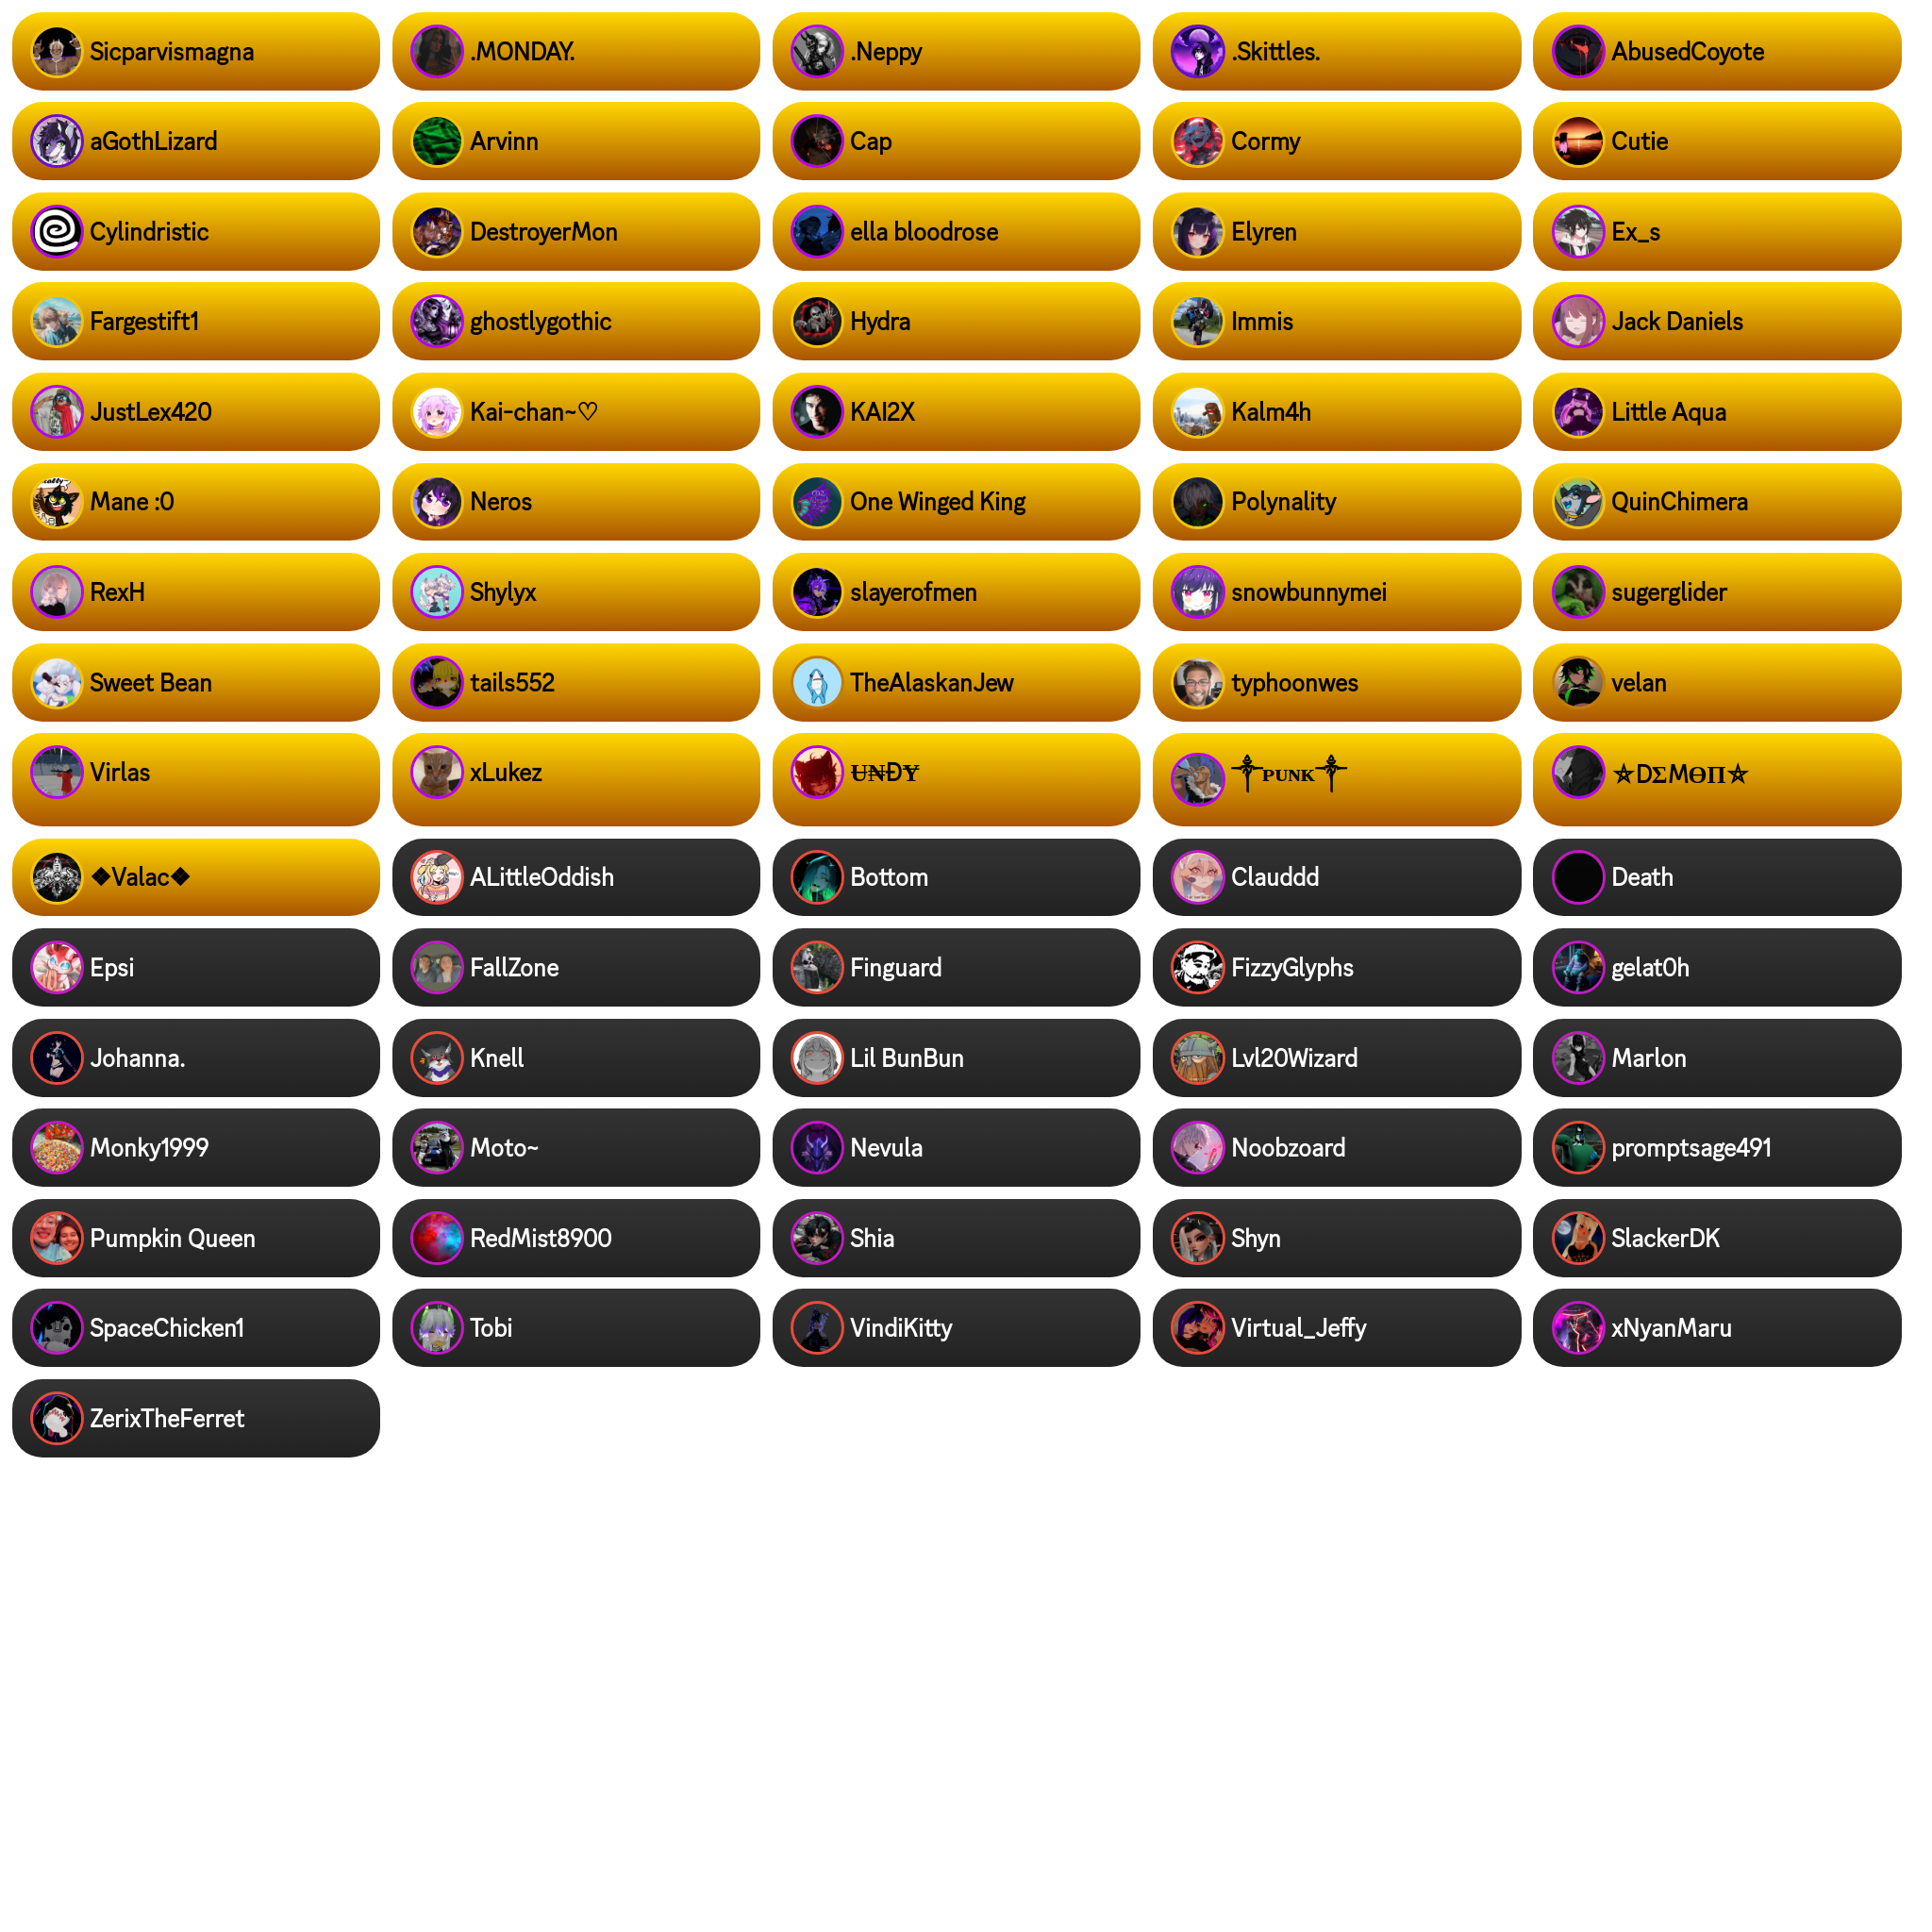 Sicparvismagna
.MONDAY.
.Neppy
.Skittles.
AbusedCoyote
aGothLizard
Arvinn
Cap
Cormy
Cutie
Cylindristic
DestroyerMon
ella bloodrose
Elyren
Ex_s
Fargestift1
ghostlygothic
Hydra
Immis
Jack Daniels
JustLex420
Kai-chan~♡
KAI2X
Kalm4h
Little Aqua
Mane :0
Neros
One Winged King
Polynality
QuinChimera
RexH
Shylyx
slayerofmen
snowbunnymei
sugerglider
Sweet Bean
tails552
TheAlaskanJew
typhoonwes
velan
Virlas
xLukez
ɄN̶ĐɎ
༒ᴘᴜɴᴋ༒
⛤DΣMӨП⛤
❖Valac❖
ALittleOddish
Bottom
Clauddd
Death
Epsi
FallZone
Finguard
FizzyGlyphs
gelat0h
Johanna.
Knell
Lil BunBun
Lvl20Wizard
Marlon
Monky1999
Moto~
Nevula
Noobzoard
promptsage491
Pumpkin Queen
RedMist8900
Shia
Shyn
SlackerDK
SpaceChicken1
Tobi
VindiKitty
Virtual_Jeffy
xNyanMaru
ZerixTheFerret